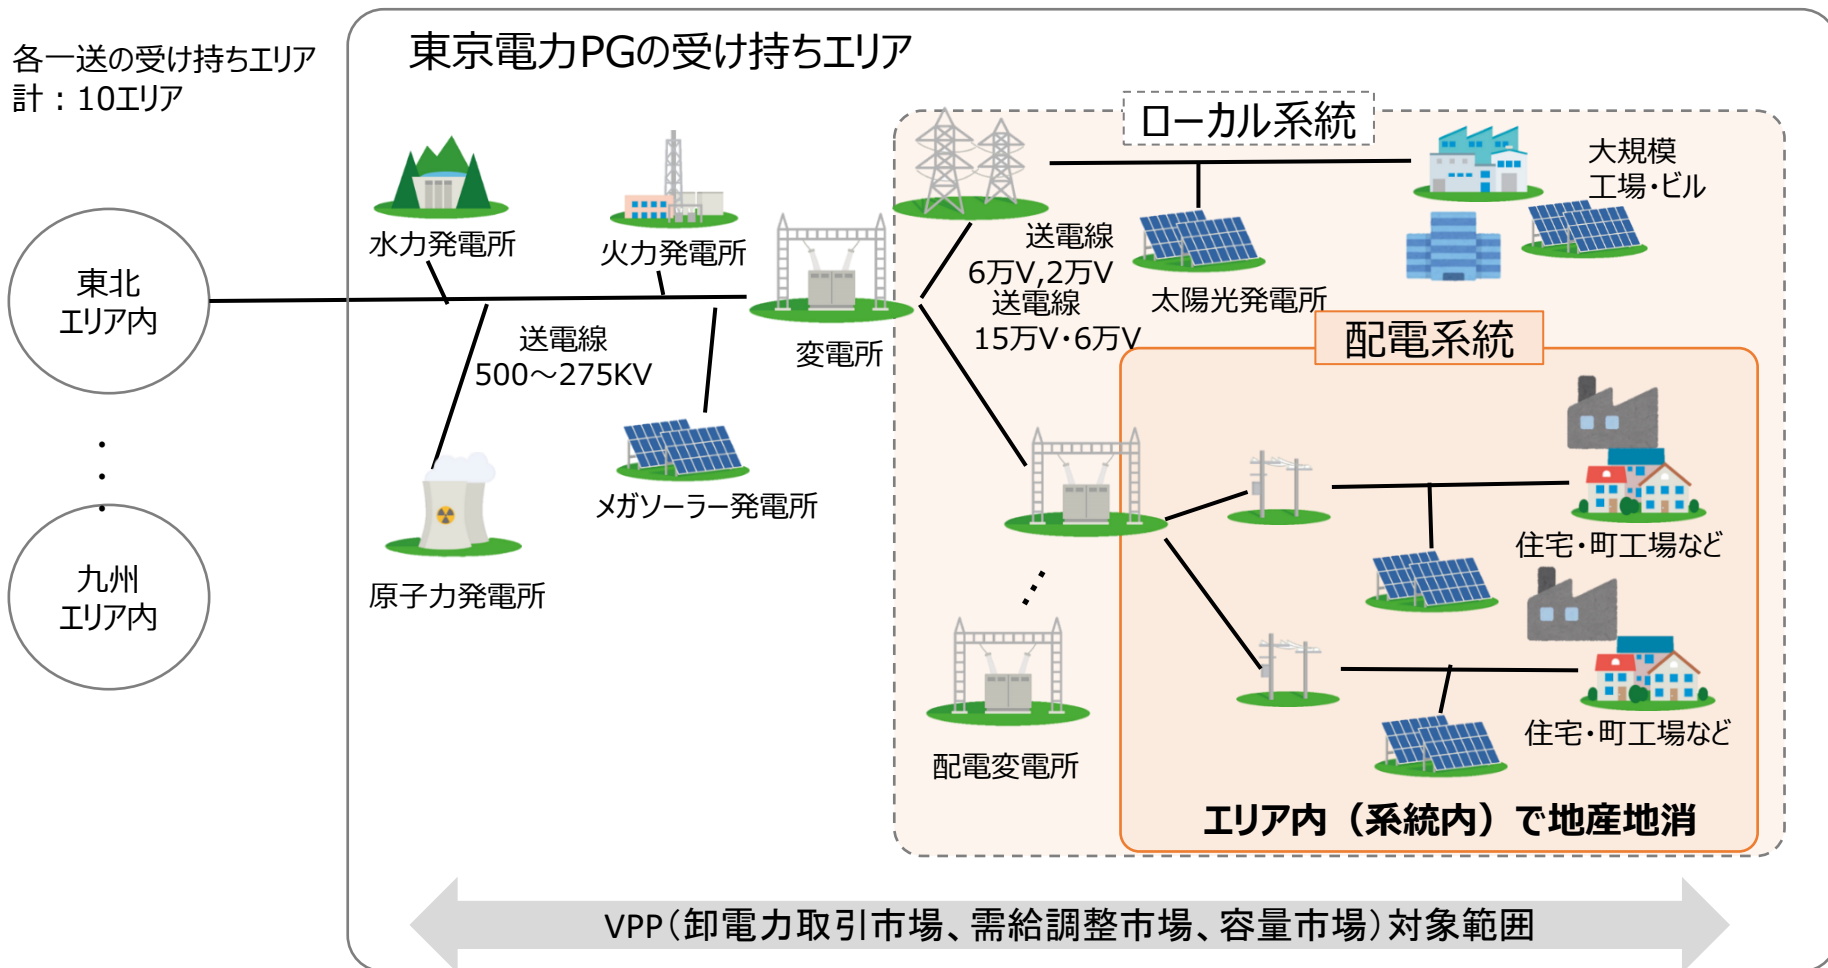 各一送の受け持ちエリア
計：10エリア
東京電力PGの受け持ちエリア
ローカル系統
大規模
工場・ビル
水力発電所
火力発電所
送電線
6万V,2万V
太陽光発電所
東北
エリア内
送電線
500～275KV
変電所
送電線
15万V・6万V
配電系統
メガソーラー発電所
・
・
・
九州
エリア内
原子力発電所
住宅・町工場など
配電変電所
住宅・町工場など
エリア内（系統内）で地産地消
VPP（卸電力取引市場、需給調整市場、容量市場）対象範囲